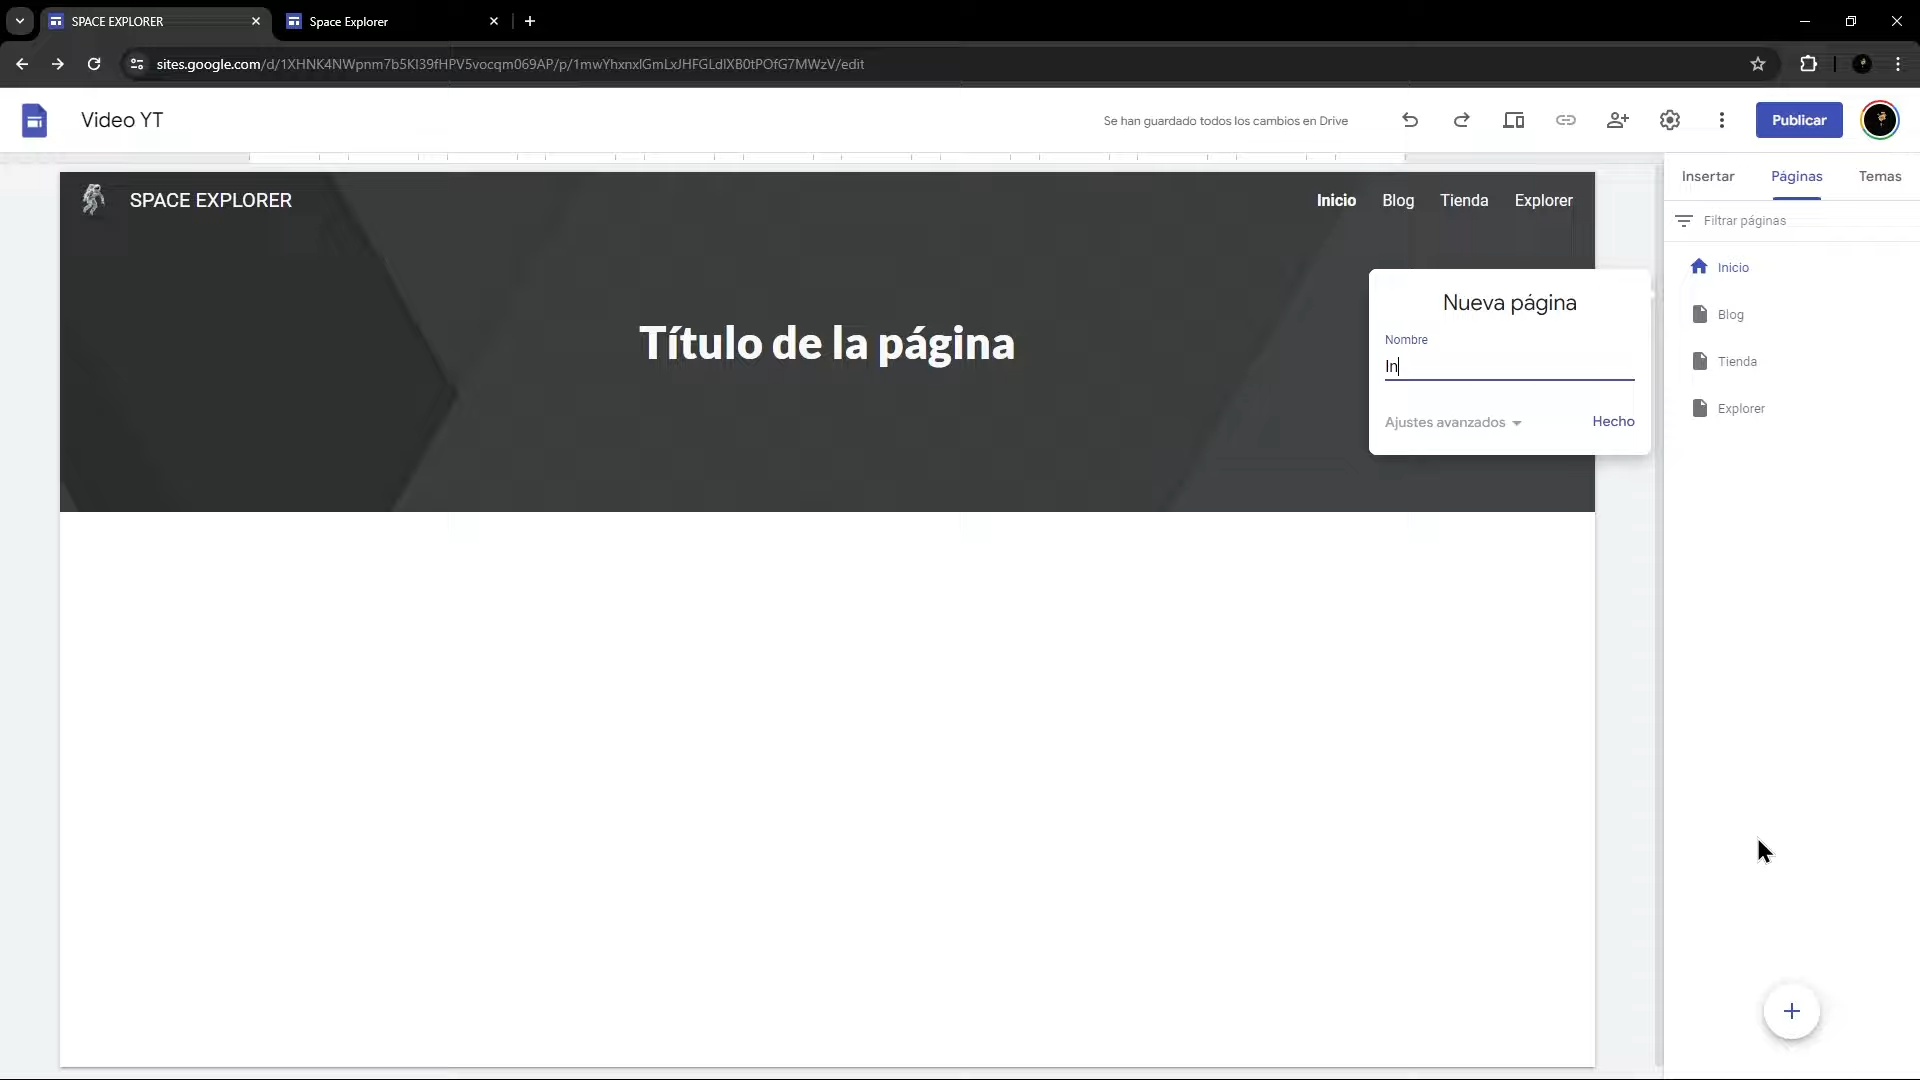 SPACE EXPLORER
Space Explorer
sites.google.com/d/1XHNK4NWpnm7b5KI39fHPV5vocqm069AP/p/1mwYhxnxIGmLxJHFGLdIXB0tPOfG7MWzV/edit
Video YT
Se han guardado todos los cambios en Drive
Publicar
Insertar
Páginas
Temas
SPACE EXPLORER
Inicio
Blog
Tienda
Explorer
Filtrar páginas
Título de la página
Nueva página
Nombre
In
Ajustes avanzados
Hecho
Inicio
Blog
Tienda
Explorer